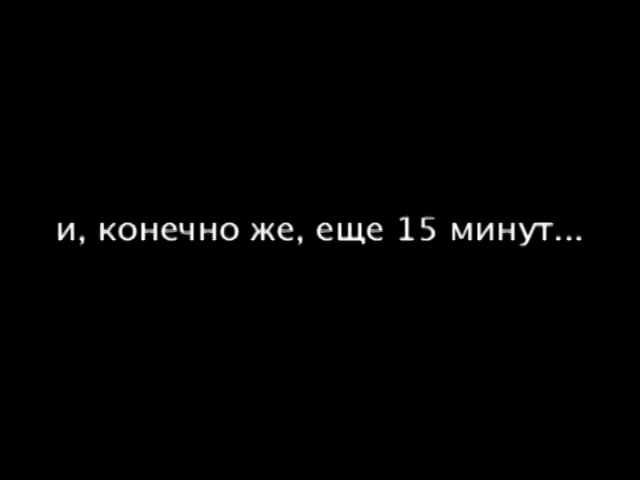 и, конечно же, еще 15 минут...